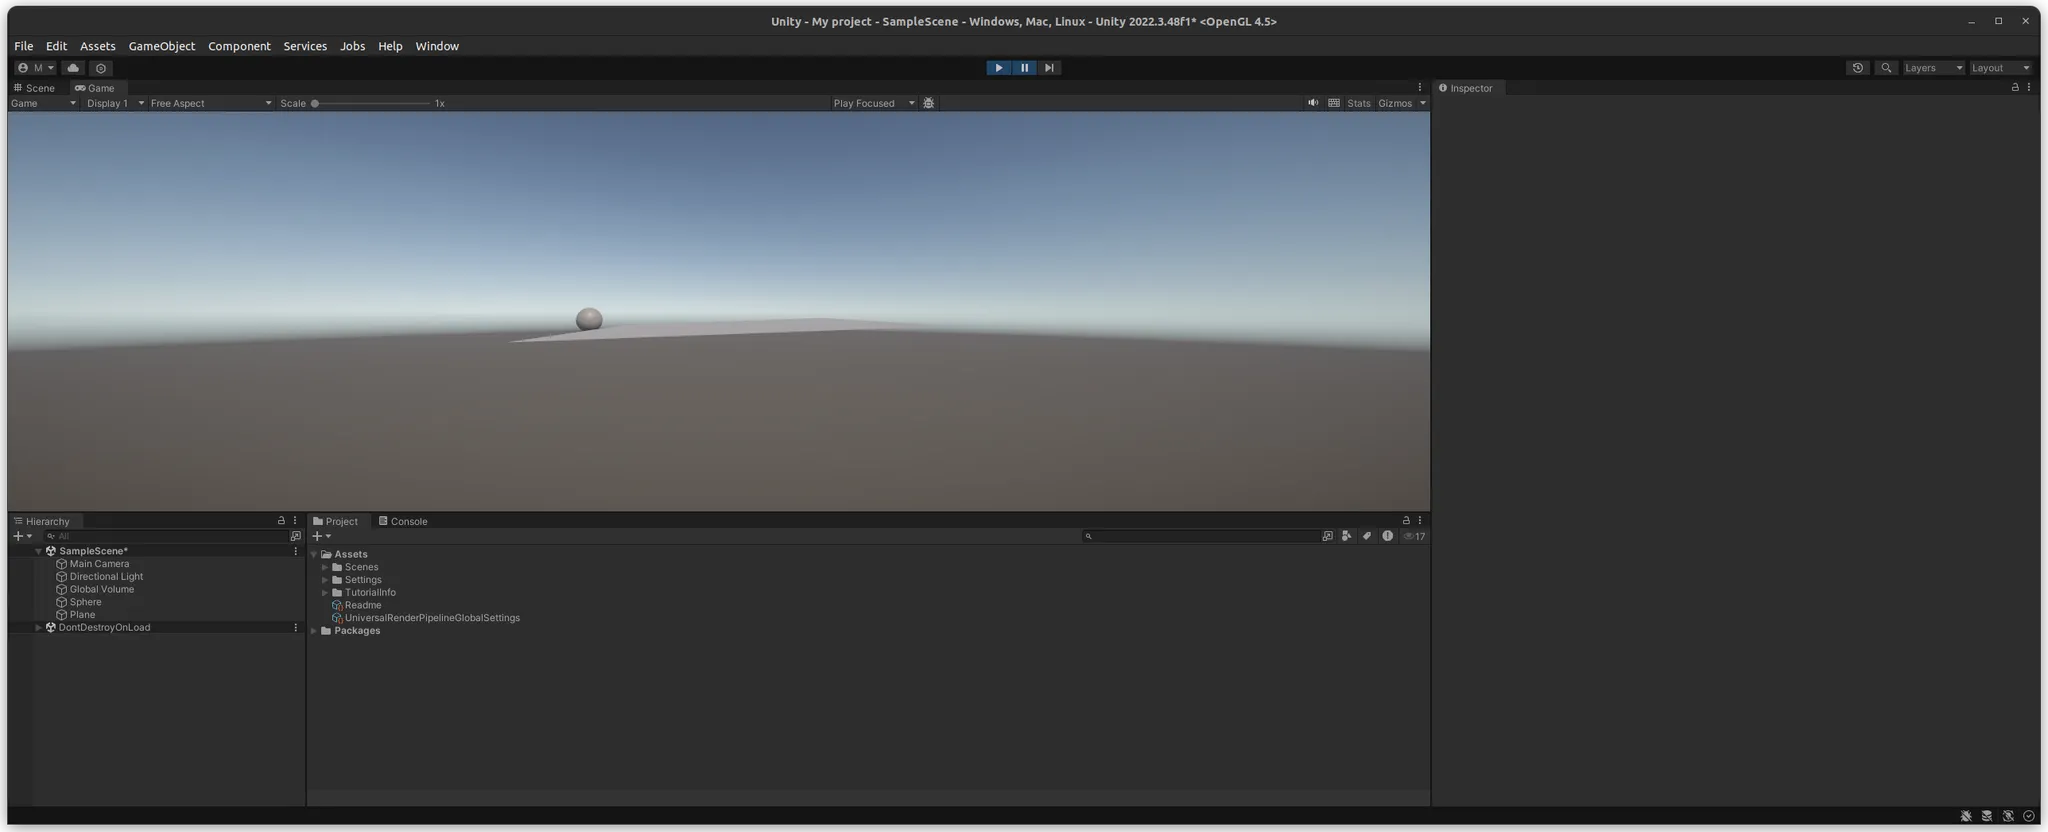 Unity - My project - SampleScene - Windows, Mac, Linux - Unity 2022.3.48f1* <OpenGL 4.5>
File Edit Assets GameObject Component Services Jobs Help Window
M Layers Layout
Scene Game Inspector
Game Display 1 Free Aspect Scale 1x Play Focused Stats Gizmos
Hierarchy Project Console
All 17
SampleScene*
Main Camera
Directional Light
Global Volume
Sphere
Plane
DontDestroyOnLoad
Assets
Scenes
Settings
TutorialInfo
Readme
UniversalRenderPipelineGlobalSettings
Packages